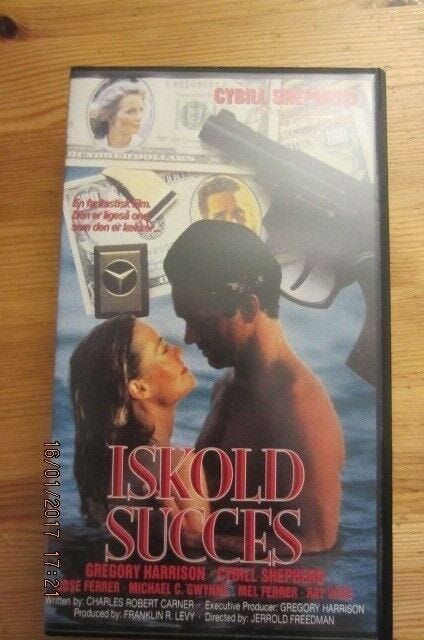 CYBILL SHEPHERD
En fantastisk film.
Den er ligeså ond
som den er lækker...
ISKOLD
SUCCES
GREGORY HARRISON · CYBILL SHEPHERD
JOSE FERRER · MICHAEL C. GWYNNE · MEL FERRER · RAY WISE
Written by: CHARLES ROBERT CARNER · Executive Producer: GREGORY HARRISON
Produced by: FRANKLIN R. LEVY · Directed by: JERROLD FREEDMAN
16/01/2017 17:21